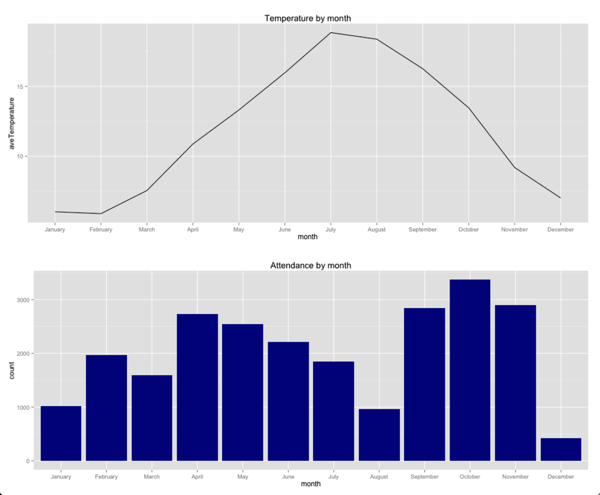 Temperature by month
aveTemperature
15
10
January February March April May June July August September October November December
month
Attendance by month
count
3000
2000
1000
0
January February March April May June July August September October November December
month